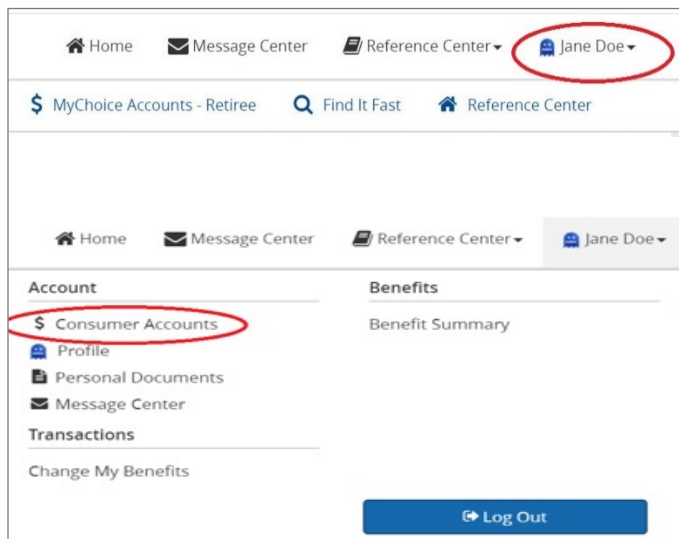 Home Message Center Reference Center Jane Doe
$ MyChoice Accounts - Retiree Find It Fast Reference Center
Home Message Center Reference Center Jane Doe
Account Benefits
$ Consumer Accounts Benefit Summary
Profile
Personal Documents
Message Center
Transactions
Change My Benefits
Log Out